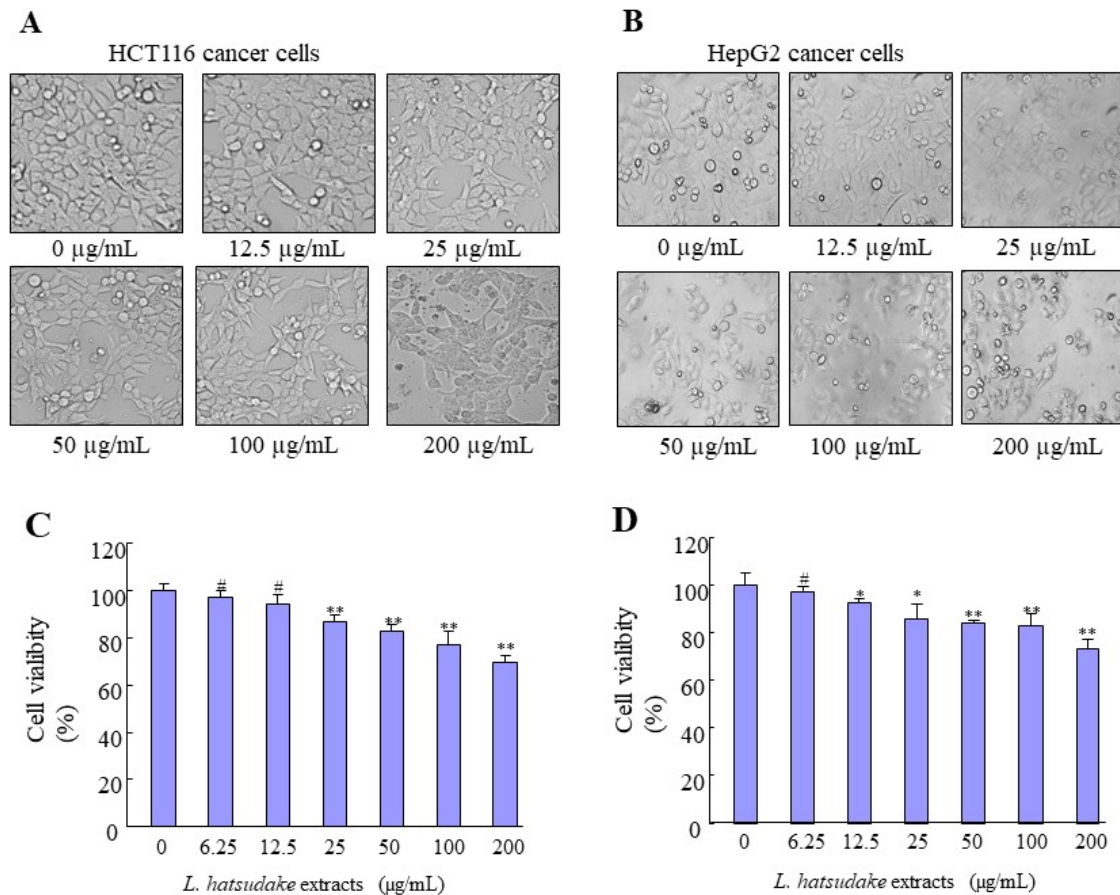 A
HCT116 cancer cells
0 µg/mL 12.5 µg/mL 25 µg/mL
50 µg/mL 100 µg/mL 200 µg/mL
B
HepG2 cancer cells
0 µg/mL 12.5 µg/mL 25 µg/mL
50 µg/mL 100 µg/mL 200 µg/mL
C
Cell vialibity
(%)
120
100
80
60
40
20
0
# # ** ** ** **
0 6.25 12.5 25 50 100 200
L. hatsudake extracts (µg/mL)
D
Cell viability
(%)
120
100
80
60
40
20
0
# * * ** ** **
0 6.25 12.5 25 50 100 200
L. hatsudake extracts (µg/mL)